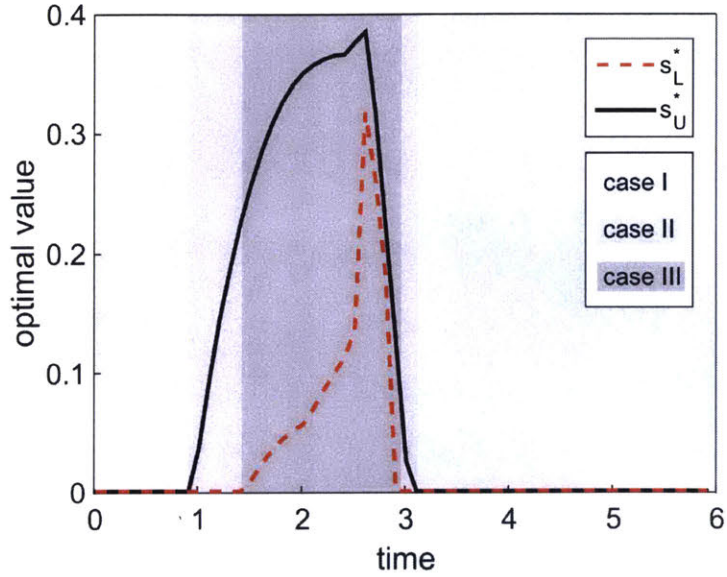 0.4
0.3
0.2
0.1
0
optimal value
s*L
s*U
case I
case II
case III
0 1 2 3 4 5 6
time